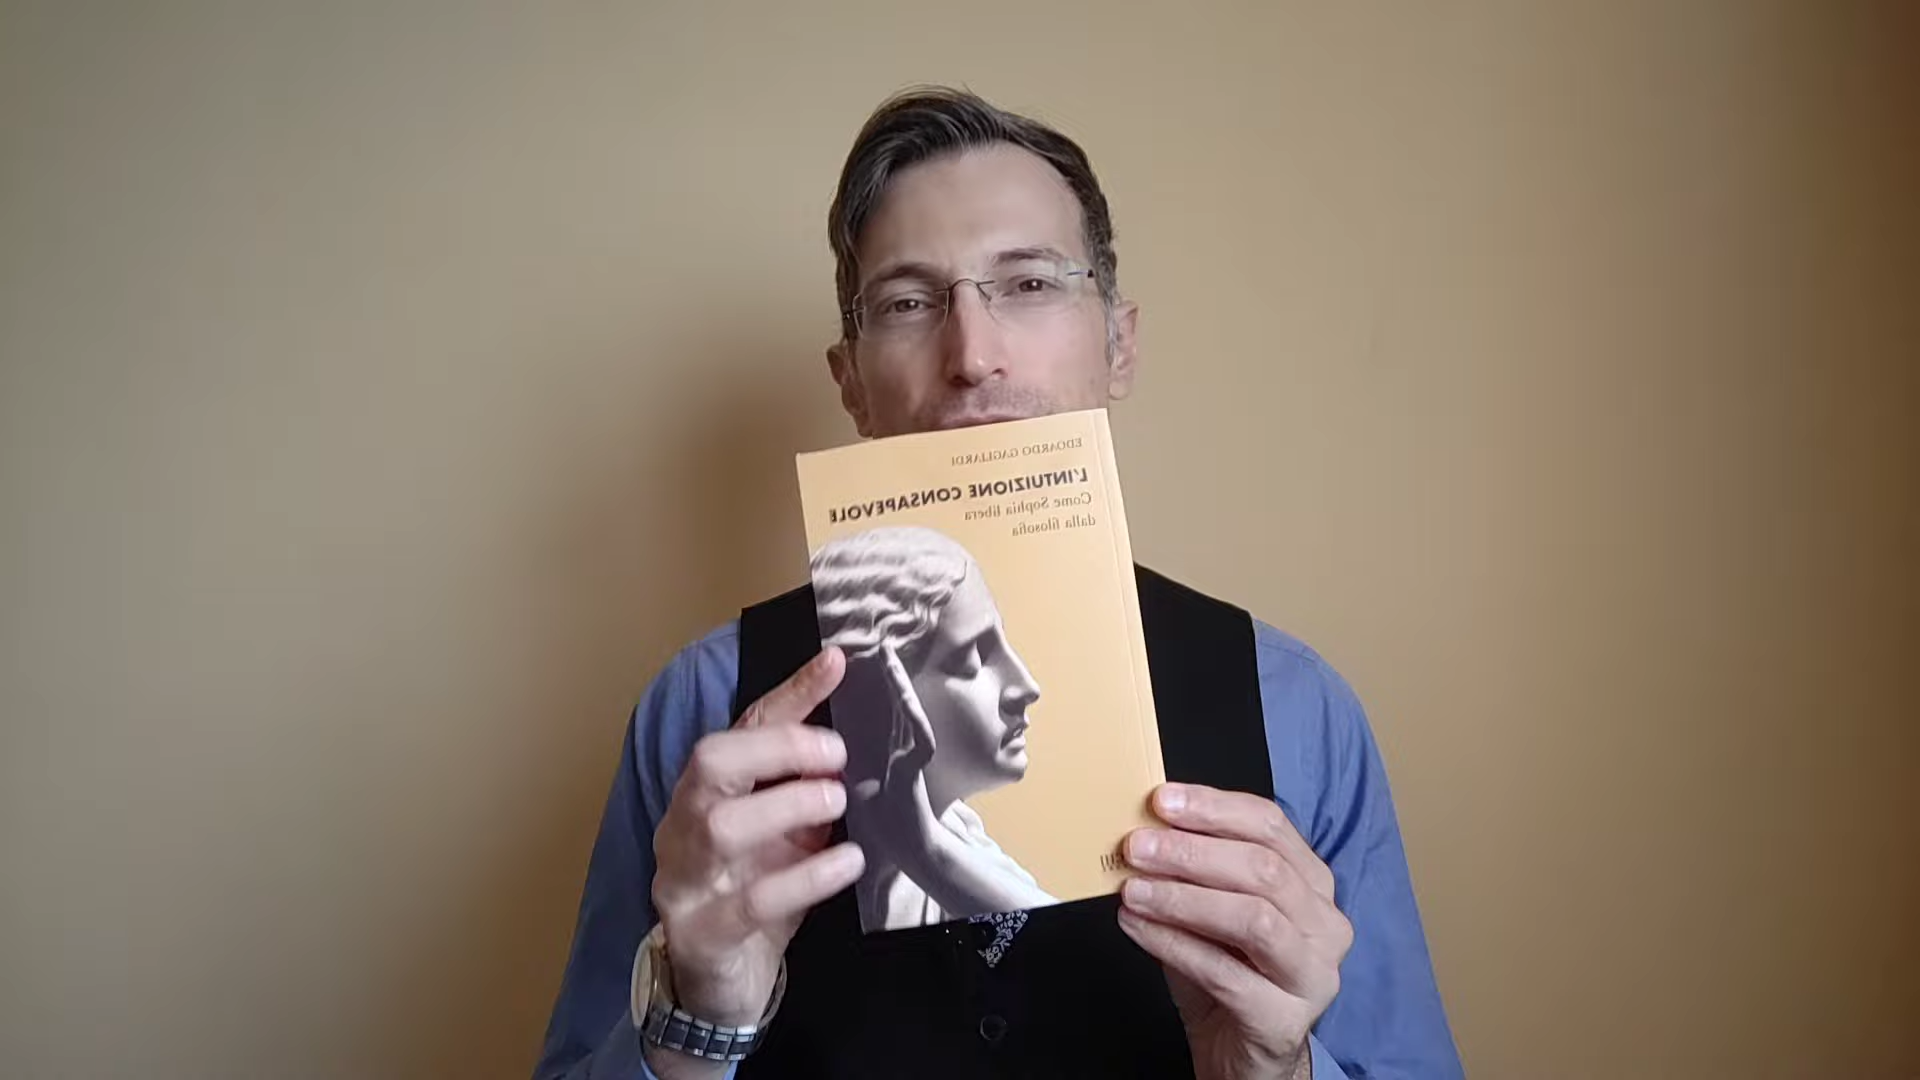 EDOARDO GAGLIARDI
L'INTUIZIONE CONSAPEVOLE
Come Sophia libera
dalla filosofia